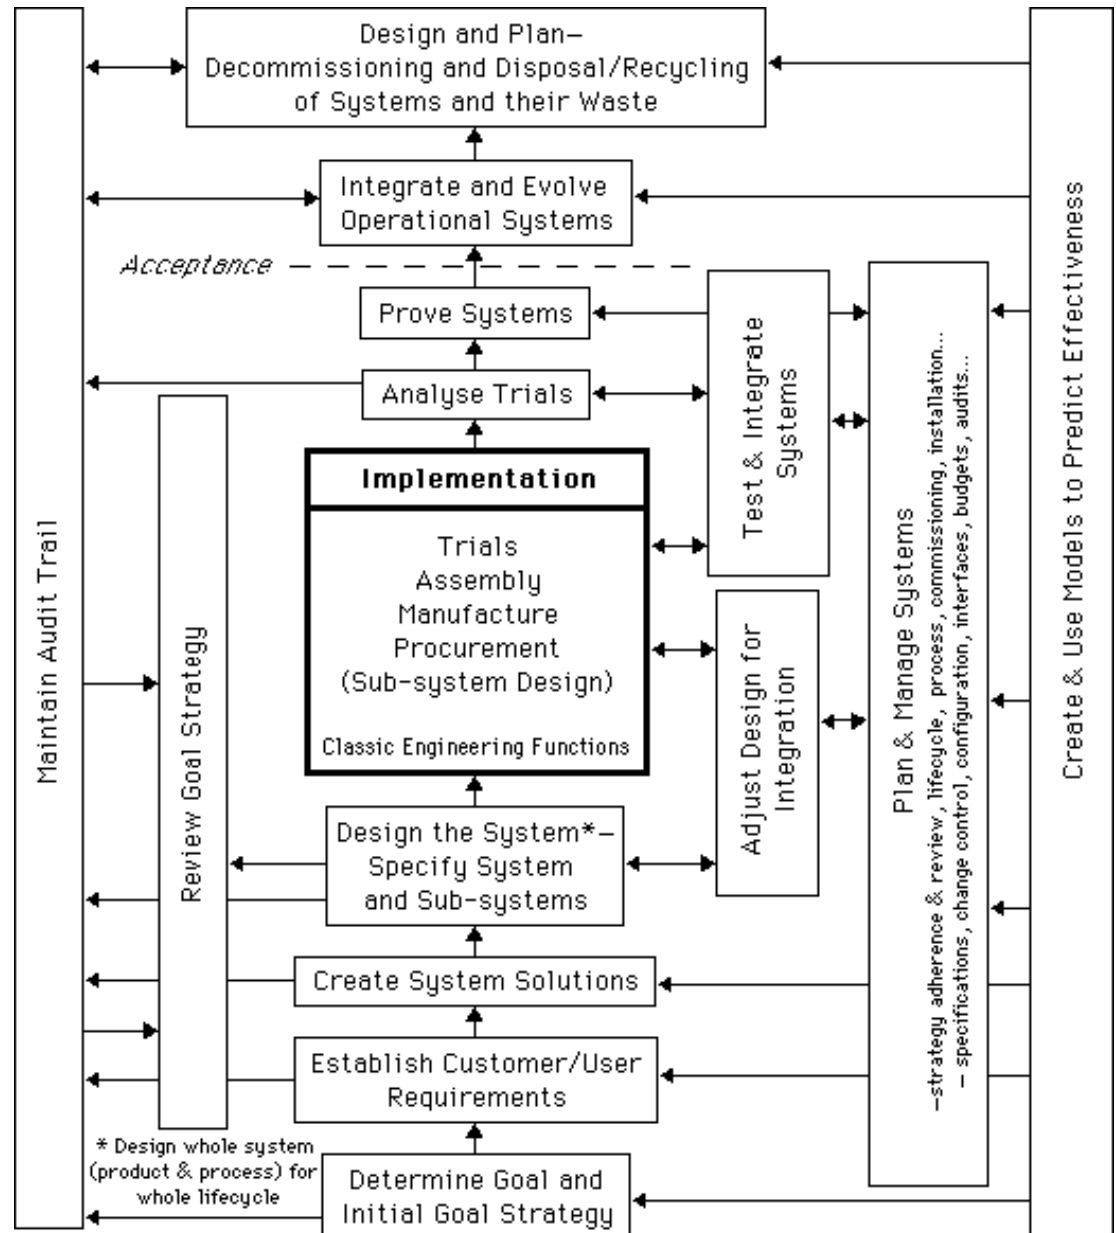 Design and Plan–
Decommissioning and Disposal/Recycling
of Systems and their Waste
Integrate and Evolve
Operational Systems
Acceptance
Prove Systems
Analyse Trials
Implementation
Trials
Assembly
Manufacture
Procurement
(Sub-system Design)
Classic Engineering Functions
Design the System*–
Specify System
and Sub-systems
Create System Solutions
Establish Customer/User
Requirements
* Design whole system
(product & process) for
whole lifecycle
Determine Goal and
Initial Goal Strategy
Maintain Audit Trail
Review Goal Strategy
Test & Integrate
Systems
Adjust Design for
Integration
Plan & Manage Systems
–strategy adherence & review, lifecycle, process, commissioning, installation...
– specifications, change control, configuration, interfaces, budgets, audits...
Create & Use Models to Predict Effectiveness